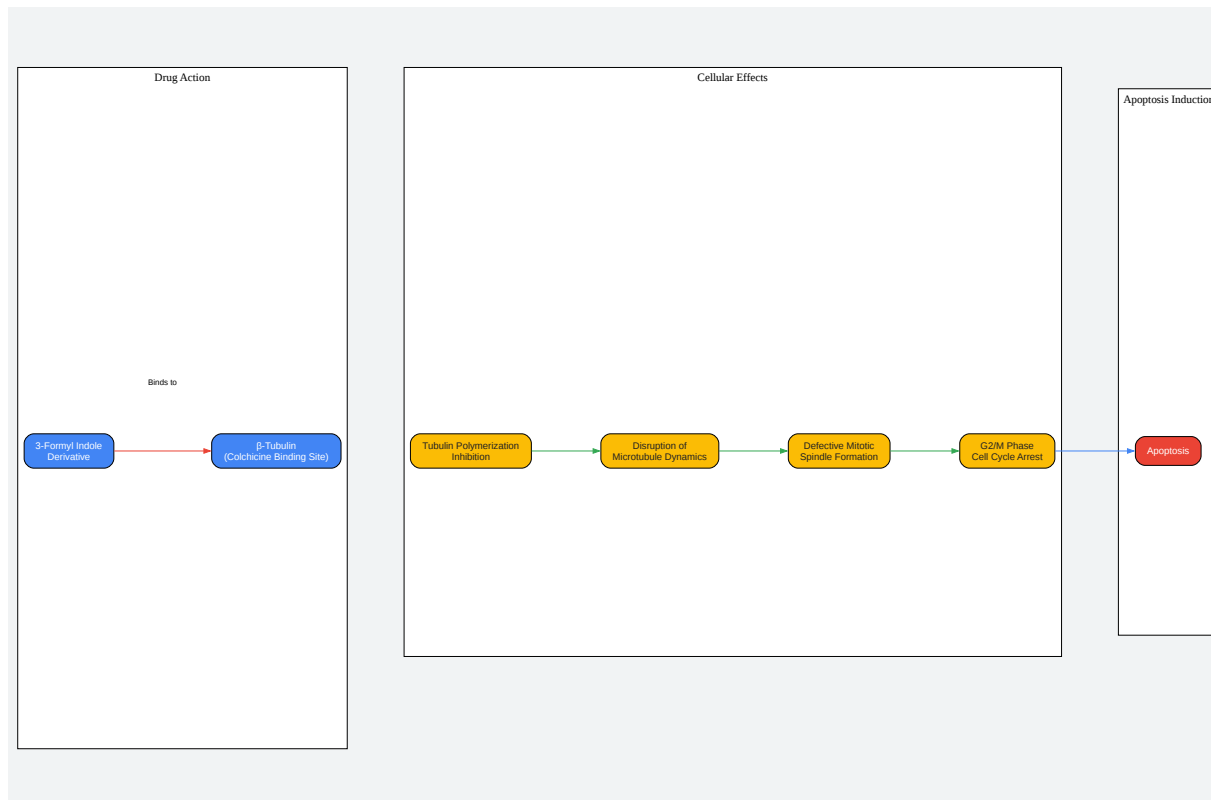 Drug Action
Binds to
3-Formyl Indole
Derivative
β-Tubulin
(Colchicine Binding Site)
Cellular Effects
Tubulin Polymerization
Inhibition
Disruption of
Microtubule Dynamics
Defective Mitotic
Spindle Formation
G2/M Phase
Cell Cycle Arrest
Apoptosis Induction
Apoptosis